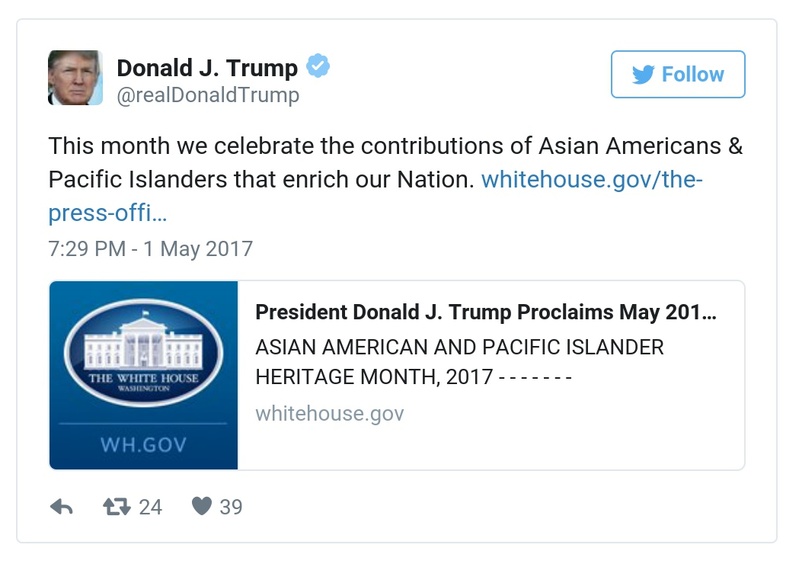 Donald J. Trump
@realDonaldTrump
Follow
This month we celebrate the contributions of Asian Americans &
Pacific Islanders that enrich our Nation. whitehouse.gov/the-
press-offi…
7:29 PM - 1 May 2017
THE WHITE HOUSE
WASHINGTON
WH.GOV
President Donald J. Trump Proclaims May 201…
ASIAN AMERICAN AND PACIFIC ISLANDER
HERITAGE MONTH, 2017 - - - - - - -
whitehouse.gov
24
39